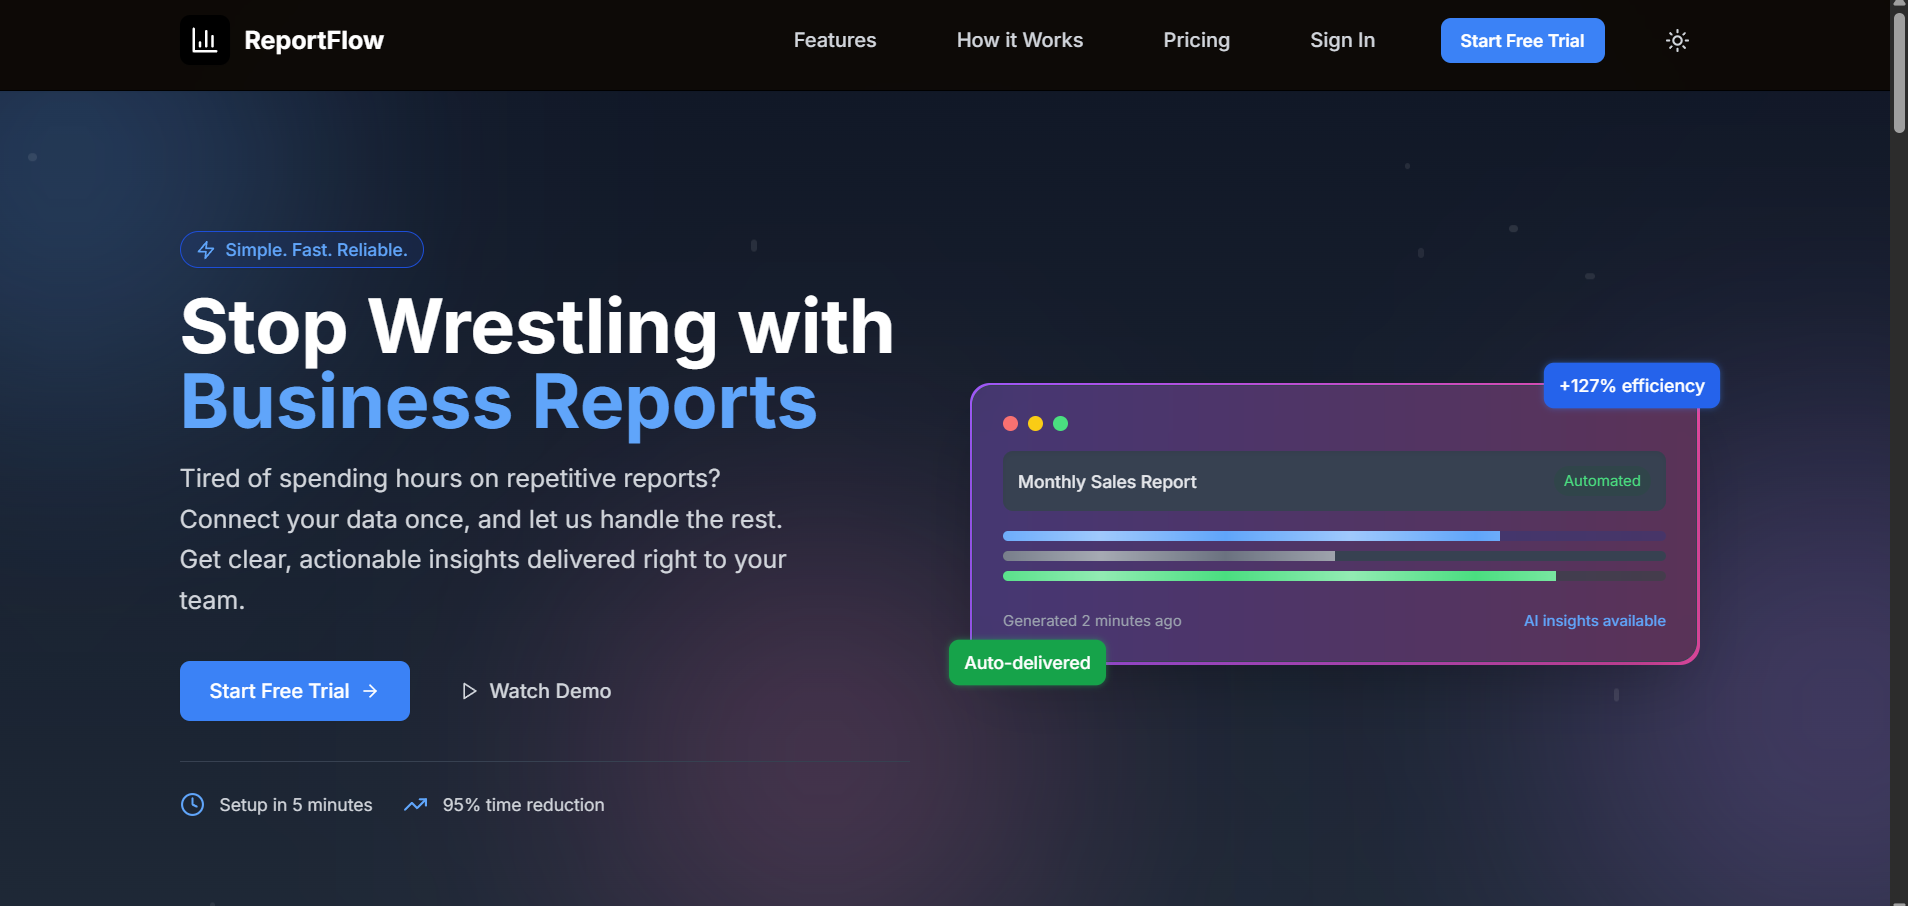 ReportFlow
Features
How it Works
Pricing
Sign In
Start Free Trial
Simple. Fast. Reliable.
Stop Wrestling with
Business Reports
Tired of spending hours on repetitive reports?
Connect your data once, and let us handle the rest.
Get clear, actionable insights delivered right to your
team.
Start Free Trial
Watch Demo
Setup in 5 minutes
95% time reduction
+127% efficiency
Monthly Sales Report
Automated
Generated 2 minutes ago
AI insights available
Auto-delivered